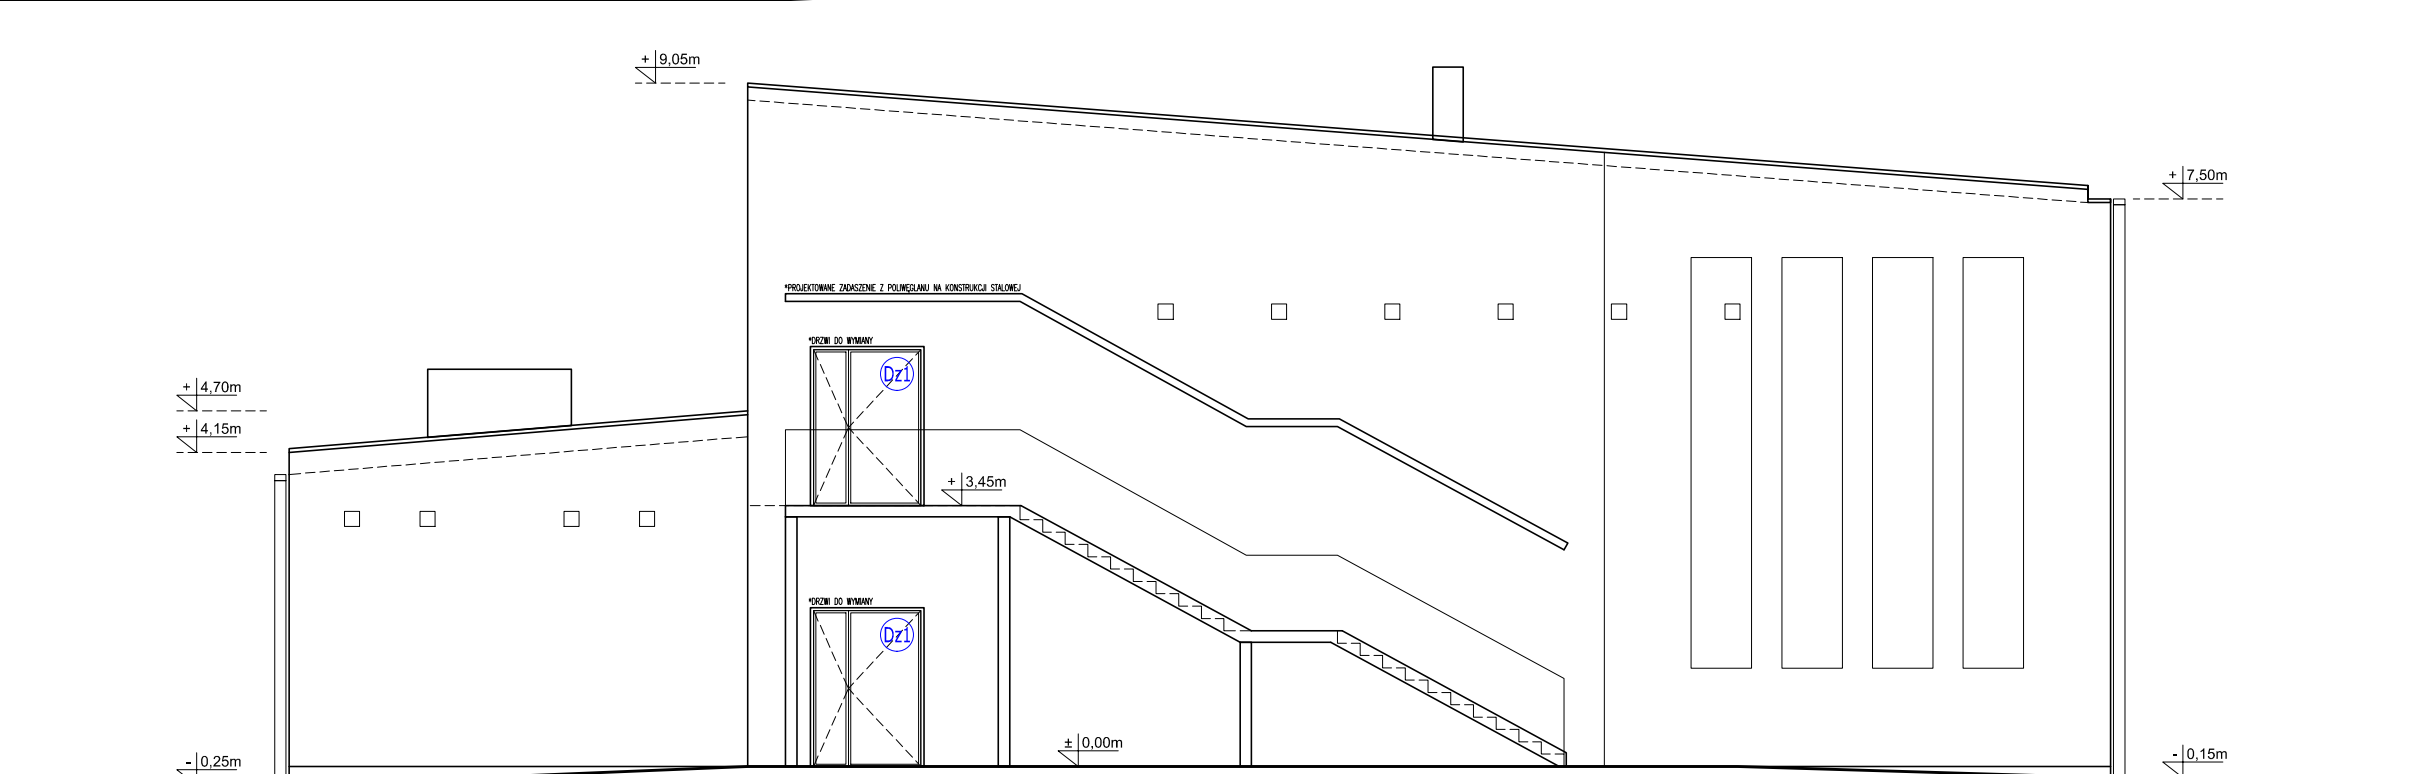 + 9,05m
+ 7,50m
*PROJEKTOWANE ZADASZENIE Z POLIWĘGLANU NA KONSTRUKCJI STALOWEJ
*DRZWI DO WYMIANY
Dz1
+ 4,70m
+ 4,15m
+ 3,45m
*DRZWI DO WYMIANY
Dz1
± 0,00m
- 0,25m
- 0,15m